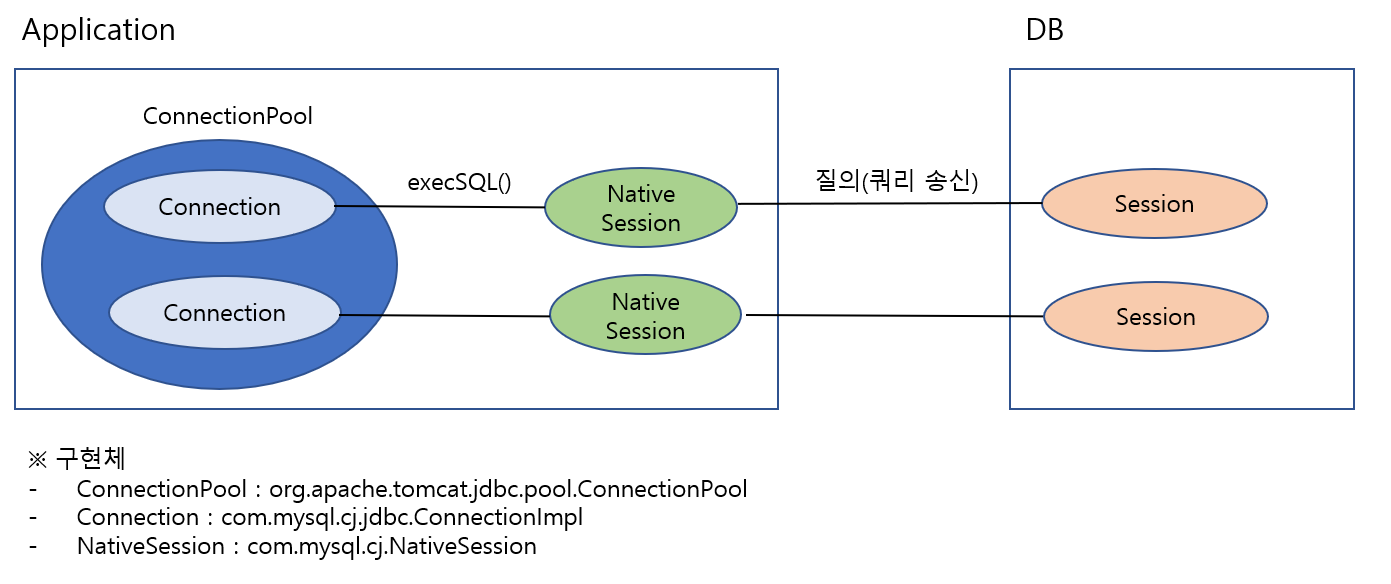 Application
DB
ConnectionPool
execSQL()
질의(쿼리 송신)
Connection
Native
Session
Session
Connection
Native
Session
Session
※ 구현체
- ConnectionPool : org.apache.tomcat.jdbc.pool.ConnectionPool
- Connection : com.mysql.cj.jdbc.ConnectionImpl
- NativeSession : com.mysql.cj.NativeSession